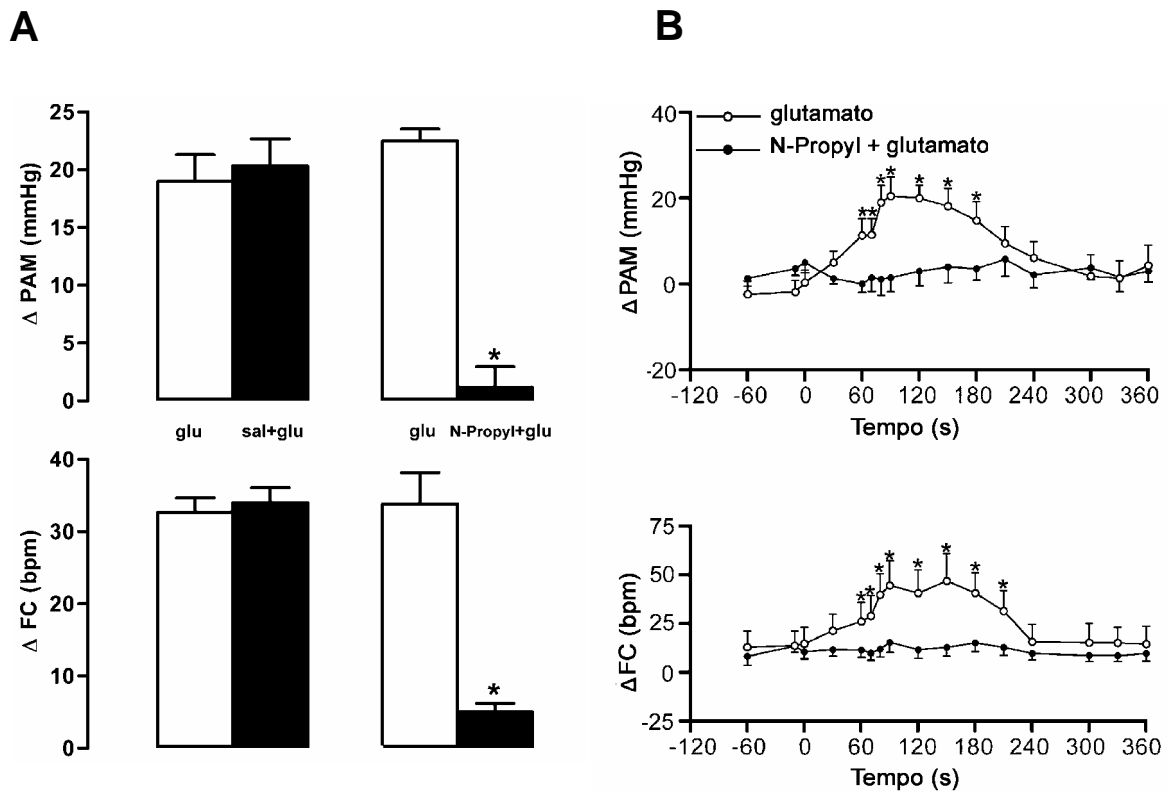 A
B
25
20
15
10
5
0
Δ PAM (mmHg)
*
glu sal+glu glu N-Propyl+glu
40
30
20
10
0
Δ FC (bpm)
*
40
20
0
-20
Δ PAM (mmHg)
glutamato
N-Propyl + glutamato
* * * * * * *
-120 -60 0 60 120 180 240 300 360
Tempo (s)
75
50
25
0
-25
ΔFC (bpm)
* * * * * * * *
-120 -60 0 60 120 180 240 300 360
Tempo (s)